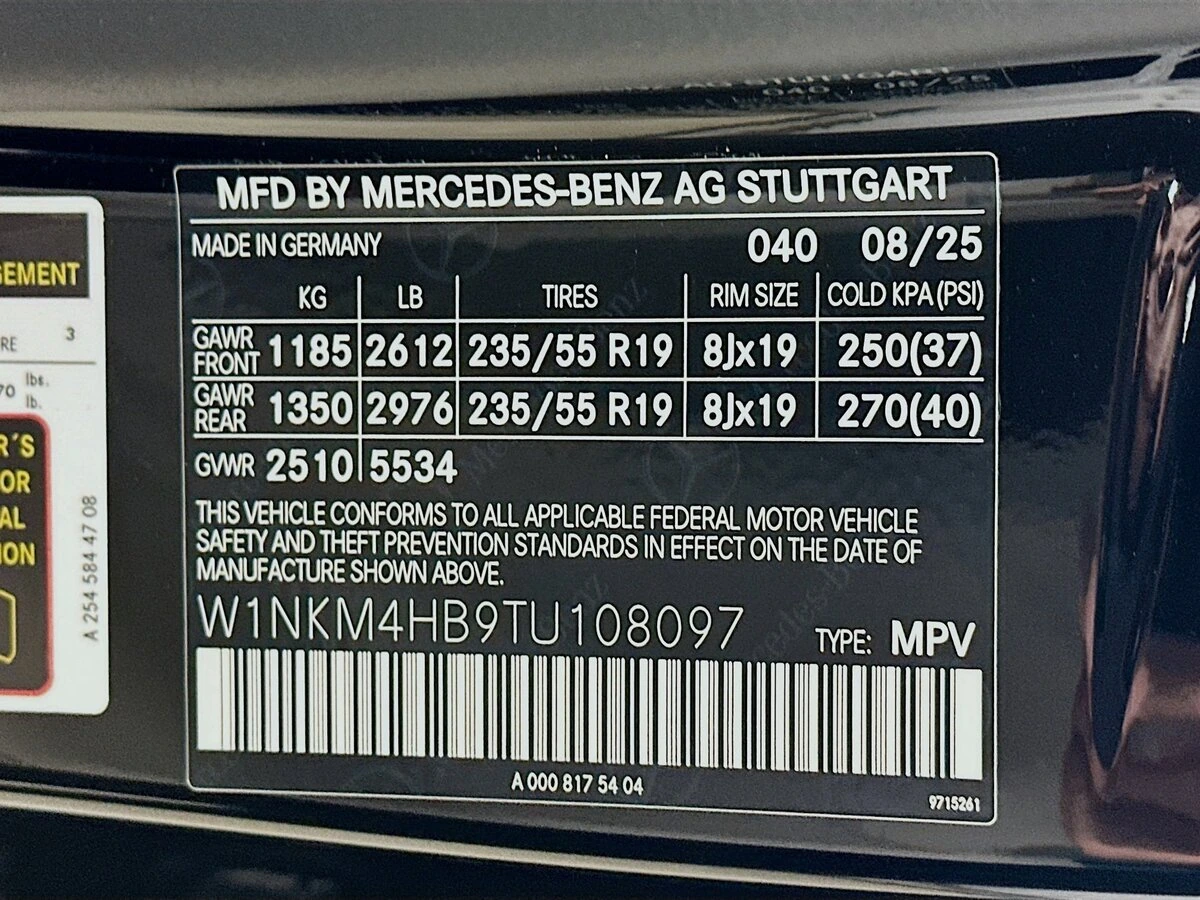 MFD BY MERCEDES-BENZ AG STUTTGART
MADE IN GERMANY 040 08/25
KG LB TIRES RIM SIZE COLD KPA (PSI)
GAWR FRONT 1185 2612 235/55 R19 8Jx19 250(37)
GAWR REAR 1350 2976 235/55 R19 8Jx19 270(40)
GVWR 2510 5534
THIS VEHICLE CONFORMS TO ALL APPLICABLE FEDERAL MOTOR VEHICLE
SAFETY AND THEFT PREVENTION STANDARDS IN EFFECT ON THE DATE OF
MANUFACTURE SHOWN ABOVE.
W1NKM4HB9TU108097 TYPE: MPV
A 000 817 54 04
9715261
3
lbs.
lb.
A 254 584 47 08